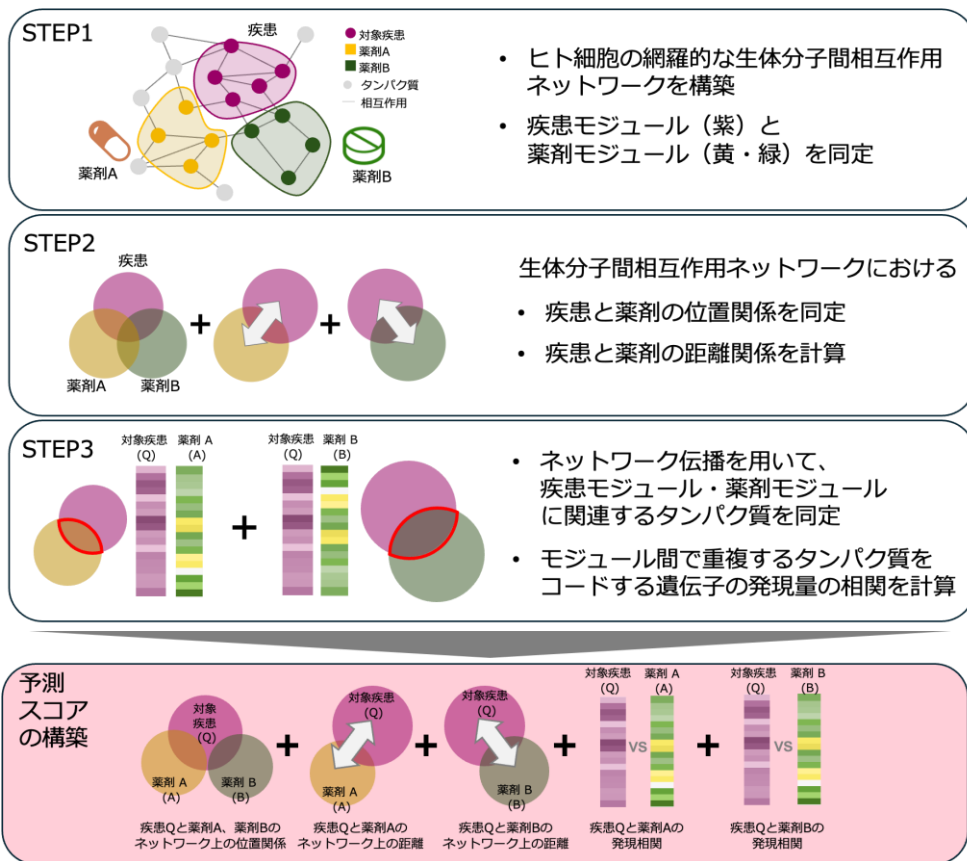 STEP1
疾患
対象疾患
薬剤A
薬剤B
タンパク質
相互作用
薬剤A
薬剤B
• ヒト細胞の網羅的な生体分子間相互作用
ネットワークを構築
• 疾患モジュール（紫）と
薬剤モジュール（黄・緑）を同定
STEP2
疾患
薬剤A
薬剤B
+
+
生体分子間相互作用ネットワークにおける
• 疾患と薬剤の位置関係を同定
• 疾患と薬剤の距離関係を計算
STEP3
対象疾患
(Q)
薬剤 A
(A)
+
対象疾患
(Q)
薬剤 B
(B)
• ネットワーク伝播を用いて、
疾患モジュール・薬剤モジュール
に関連するタンパク質を同定
• モジュール間で重複するタンパク質を
コードする遺伝子の発現量の相関を計算
予測
スコア
の構築
対象
疾患
(Q)
薬剤 A
(A)
薬剤 B
(B)
+
対象疾患
(Q)
薬剤 A
(A)
+
対象疾患
(Q)
薬剤 B
(B)
+
対象疾患
(Q)
VS
薬剤 A
(A)
+
対象疾患
(Q)
VS
薬剤 B
(B)
疾患Qと薬剤A、薬剤Bの
ネットワーク上の位置関係
疾患Qと薬剤Aの
ネットワーク上の距離
疾患Qと薬剤Bの
ネットワーク上の距離
疾患Qと薬剤Aの
発現相関
疾患Qと薬剤Bの
発現相関